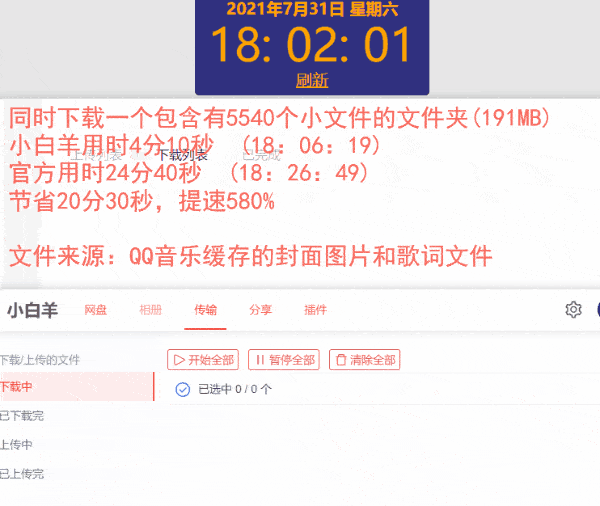 2021年7月31日 星期六
18: 02: 01
刷新
同时下载一个包含有5540个小文件的文件夹(191MB)
小白羊用时4分10秒 （18：06：19)
上传列表 下载列表 已完成
官方用时24分40秒 （18：26：49)
节省20分30秒，提速580%
文件来源：QQ音乐缓存的封面图片和歌词文件
小白羊 网盘 相册 传输 分享 插件
下载/上传的文件 开始全部 暂停全部 清除全部
下载中 已选中 0 / 0 个
已下载完
上传中
已上传完